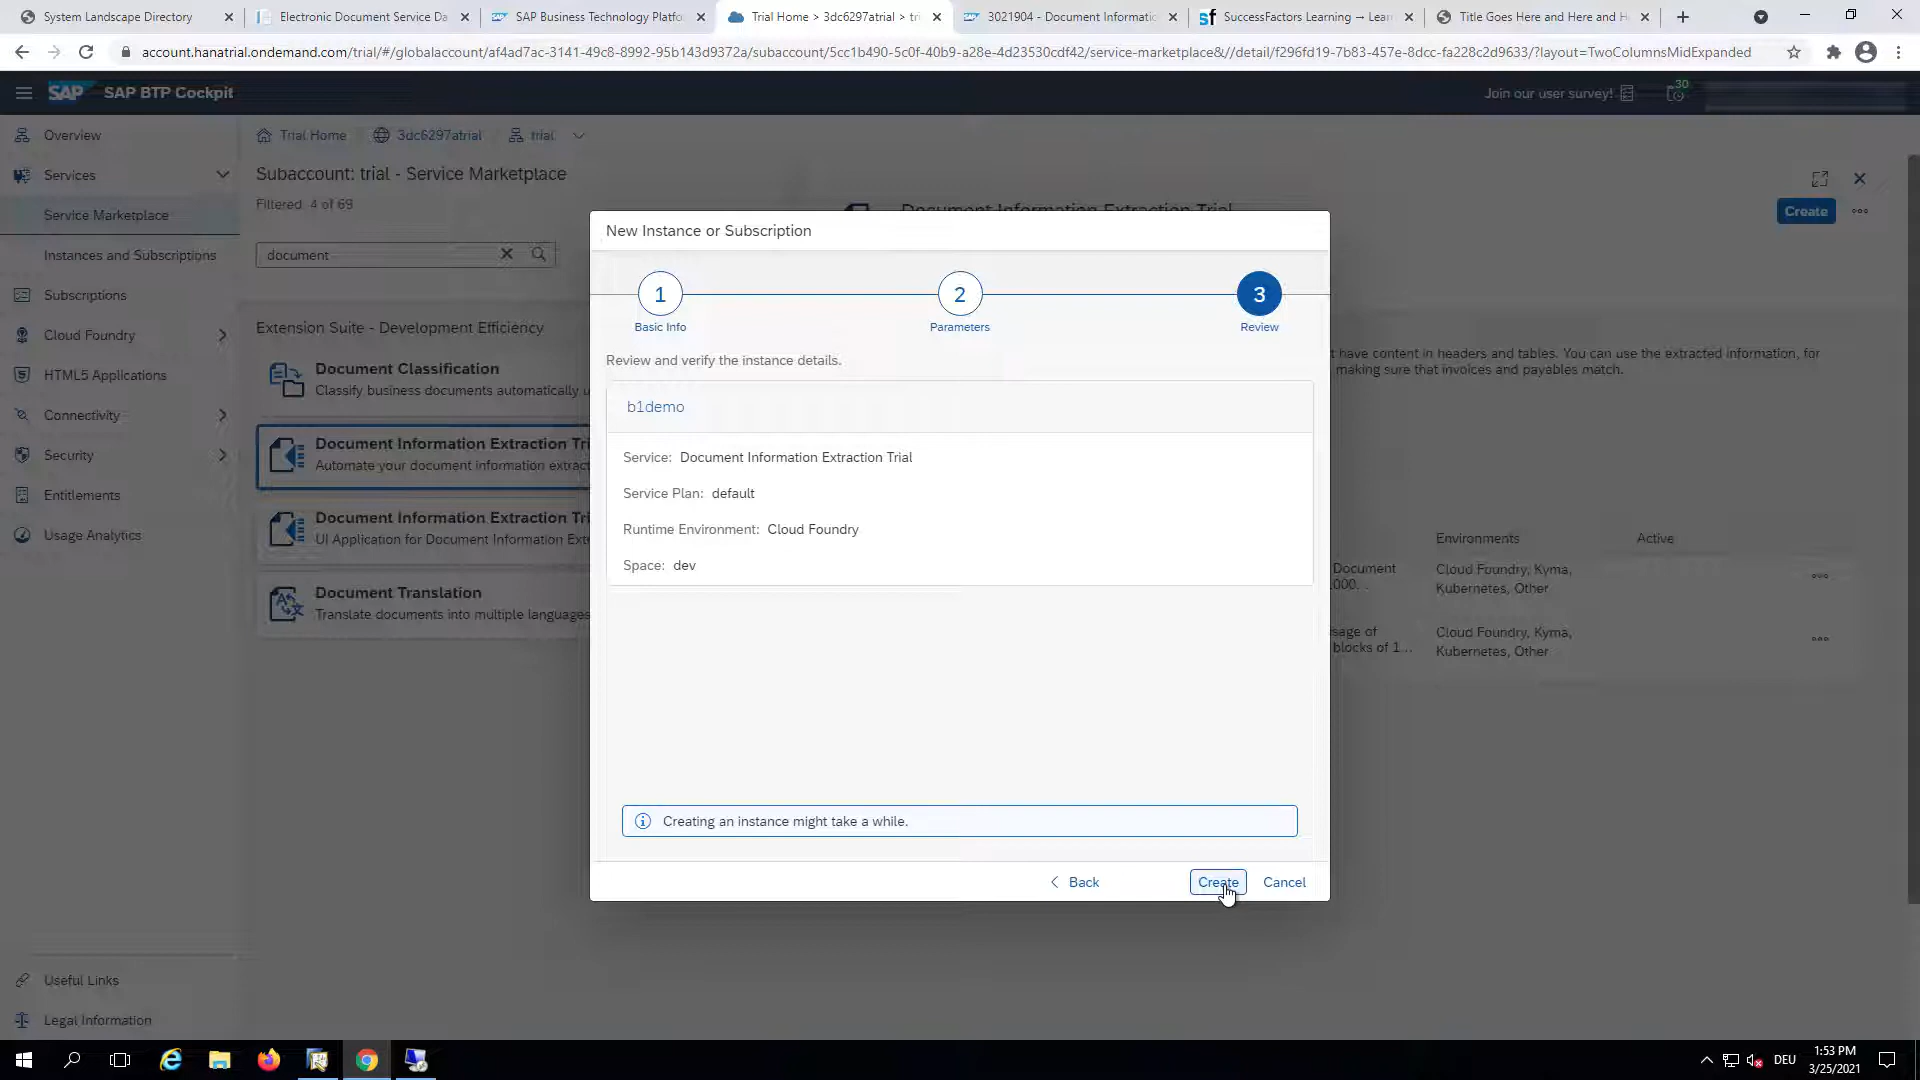 System Landscape Directory
Electronic Document Service Da
SAP Business Technology Platfo
Trial Home > 3dc6297atrial > tri
3021904 - Document Informatio
SuccessFactors Learning → Lear
Title Goes Here and Here and H
account.hanatrial.ondemand.com/trial/#/globalaccount/af4ad7ac-3141-49c8-8992-95b143d9372a/subaccount/5cc1b490-5c0f-40b9-a28e-4d23530cdf42/service-marketplace&//detail/f296fd19-7b83-457e-8dcc-fa228c2d9633/?layout=TwoColumnsMidExpanded
SAP
SAP BTP Cockpit
Join our user survey!
30
Overview
Services
Service Marketplace
Instances and Subscriptions
Subscriptions
Cloud Foundry
HTML5 Applications
Connectivity
Security
Entitlements
Usage Analytics
Useful Links
Legal Information
Trial Home
3dc6297atrial
trial
Subaccount: trial - Service Marketplace
Filtered: 4 of 69
document
Extension Suite - Development Efficiency
Document Classification
Classify business documents automatically u
Document Information Extraction Tri
Automate your document information extract
Document Information Extraction Tri
UI Application for Document Information Ext
Document Translation
Translate documents into multiple languages
Document Information Extraction Trial
Create
t have content in headers and tables. You can use the extracted information, for
making sure that invoices and payables match.
Environments
Active
Document
000...
Cloud Foundry, Kyma,
Kubernetes, Other
sage of
blocks of 1...
Cloud Foundry, Kyma,
Kubernetes, Other
New Instance or Subscription
1
2
3
Basic Info
Parameters
Review
Review and verify the instance details.
b1demo
Service: Document Information Extraction Trial
Service Plan: default
Runtime Environment: Cloud Foundry
Space: dev
Creating an instance might take a while.
Back
Create
Cancel
DEU
1:53 PM
3/25/2021